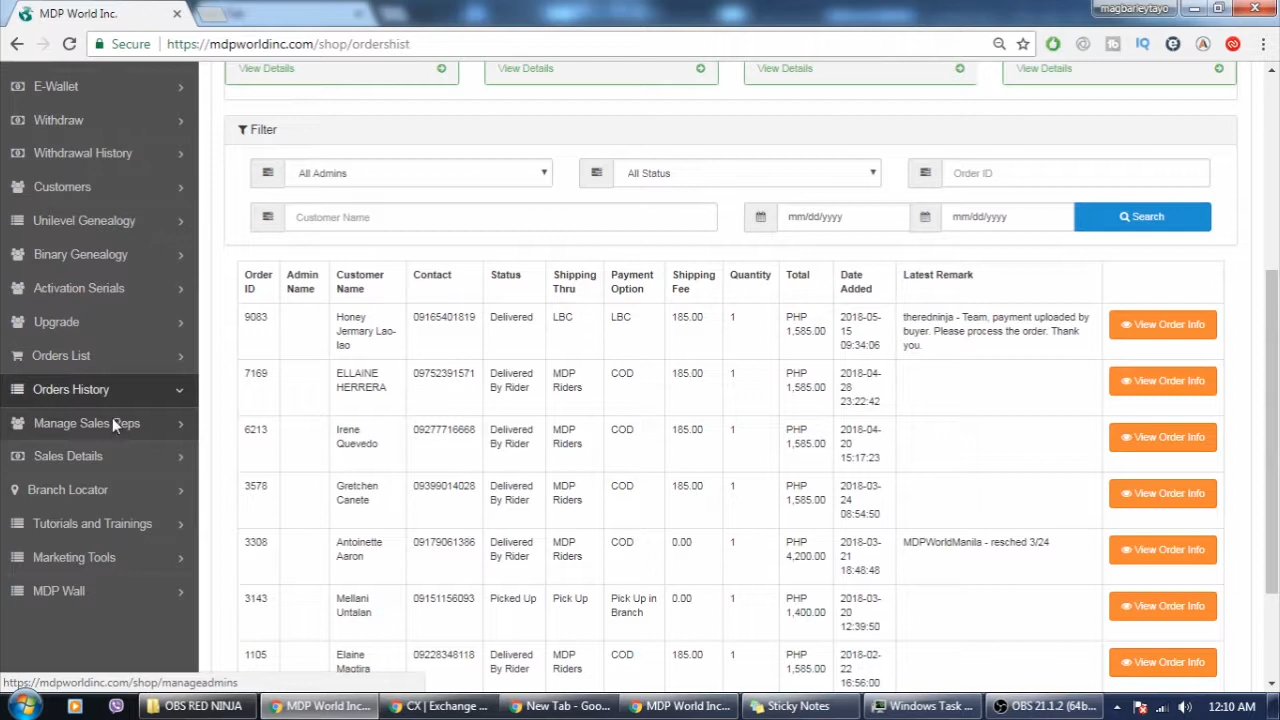 MDP World Inc.
magbarleytayo
Secure
https://mdpworldinc.com/shop/ordershist
View Details
View Details
View Details
View Details
E-Wallet
Withdraw
Withdrawal History
Customers
Unilevel Genealogy
Binary Genealogy
Activation Serials
Upgrade
Orders List
Orders History
Manage Sales Reps
Sales Details
Branch Locator
Tutorials and Trainings
Marketing Tools
MDP Wall
Filter
All Admins
All Status
Order ID
Customer Name
mm/dd/yyyy
mm/dd/yyyy
Search
Order ID Admin Name Customer Name Contact Status Shipping Thru Payment Option Shipping Fee Quantity Total Date Added Latest Remark
9083 Honey Jermary Lao-lao 09165401819 Delivered LBC LBC 185.00 1 PHP 1,585.00 2018-05-15 09:34:06 theredninja - Team, payment uploaded by buyer. Please process the order. Thank you. View Order Info
7169 ELLAINE HERRERA 09752391571 Delivered By Rider MDP Riders COD 185.00 1 PHP 1,585.00 2018-04-28 23:22:42 View Order Info
6213 Irene Quevedo 09277716668 Delivered By Rider MDP Riders COD 185.00 1 PHP 1,585.00 2018-04-20 15:17:23 View Order Info
3578 Gretchen Canete 09399014028 Delivered By Rider MDP Riders COD 185.00 1 PHP 1,585.00 2018-03-24 08:54:50 View Order Info
3308 Antoinette Aaron 09179061386 Delivered By Rider MDP Riders COD 0.00 1 PHP 4,200.00 2018-03-21 18:48:48 MDPWorldManila - resched 3/24 View Order Info
3143 Mellani Untalan 09151156093 Picked Up Pick Up Pick Up in Branch 0.00 1 PHP 1,400.00 2018-03-20 12:39:50 View Order Info
1105 Elaine Magtira 09228348118 Delivered By Rider MDP Riders COD 185.00 1 PHP 1,585.00 2018-02-22 16:56:00 View Order Info
https://mdpworldinc.com/shop/manageadmins
OBS RED NINJA
MDP World Inc...
CX | Exchange ...
New Tab - Goo...
MDP World Inc...
Sticky Notes
Windows Task ...
OBS 21.1.2 (64b...
12:10 AM